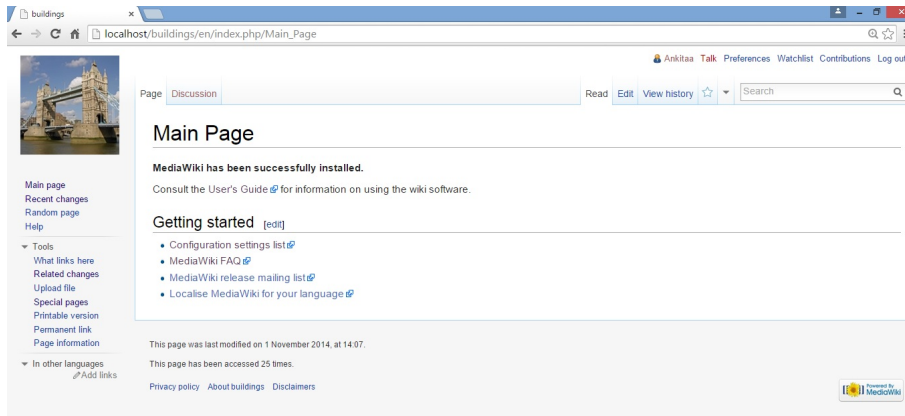 buildings
localhost/buildings/en/index.php/Main_Page
Ankitaa Talk Preferences Watchlist Contributions Log out
Page Discussion Read Edit View history Search
Main Page
MediaWiki has been successfully installed.
Consult the User's Guide for information on using the wiki software.
Getting started [edit]
Configuration settings list
MediaWiki FAQ
MediaWiki release mailing list
Localise MediaWiki for your language
Main page
Recent changes
Random page
Help
Tools
What links here
Related changes
Upload file
Special pages
Printable version
Permanent link
Page information
In other languages
Add links
This page was last modified on 1 November 2014, at 14:07.
This page has been accessed 25 times.
Privacy policy About buildings Disclaimers
Powered By
MediaWiki